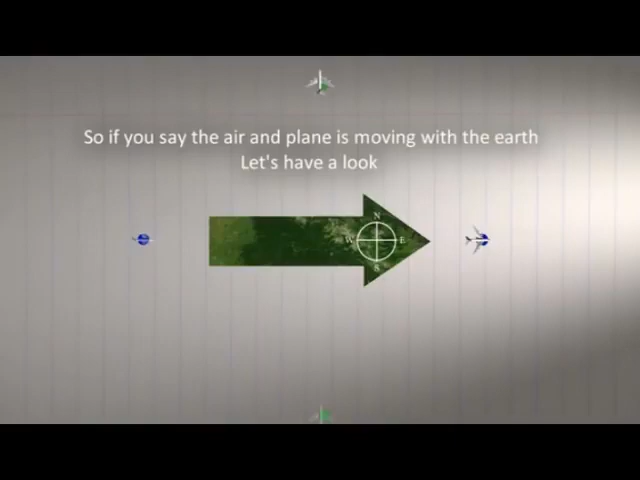 So if you say the air and plane is moving with the earth
Let's have a look
N
W E
S